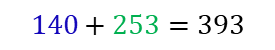 140 + 253 = 393